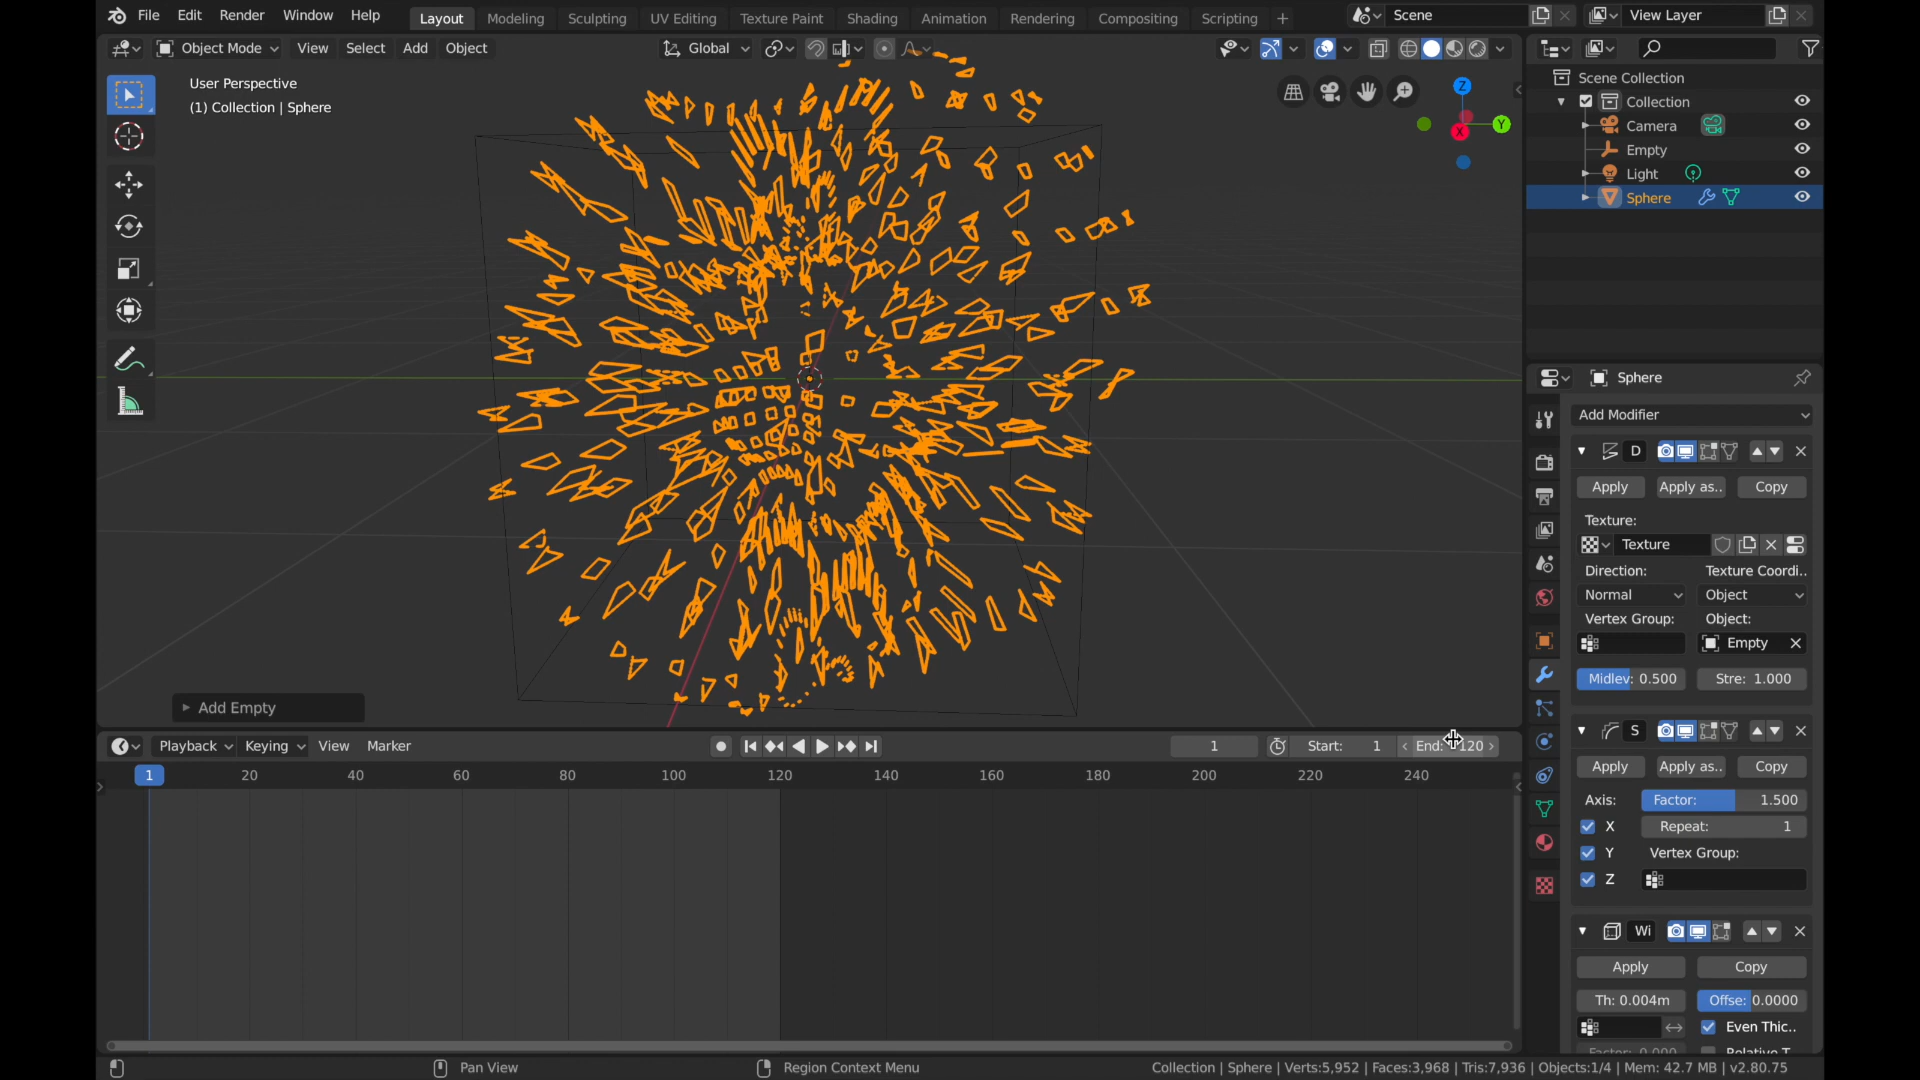 File Edit Render Window Help Layout Modeling Sculpting UV Editing Texture Paint Shading Animation Rendering Compositing Scripting + Scene View Layer
Object Mode View Select Add Object Global
User Perspective
(1) Collection | Sphere
Z
Y
X
Scene Collection
Collection
Camera
Empty
Light
Sphere
Sphere
Add Modifier
D
Apply Apply as.. Copy
Texture:
Texture
Direction: Texture Coordi..
Normal Object
Vertex Group: Object:
Empty
Midlev: 0.500 Stre: 1.000
S
Apply Apply as.. Copy
Axis: Factor: 1.500
X Repeat: 1
Y Vertex Group:
Z
Wi
Apply Copy
Th: 0.004m Offse: 0.0000
Even Thic..
Factor: 0.000 Relative T
Add Empty
Playback Keying View Marker 1 Start: 1 End: 120
1 20 40 60 80 100 120 140 160 180 200 220 240
Pan View Region Context Menu Collection | Sphere | Verts:5,952 | Faces:3,968 | Tris:7,936 | Objects:1/4 | Mem: 42.7 MB | v2.80.75